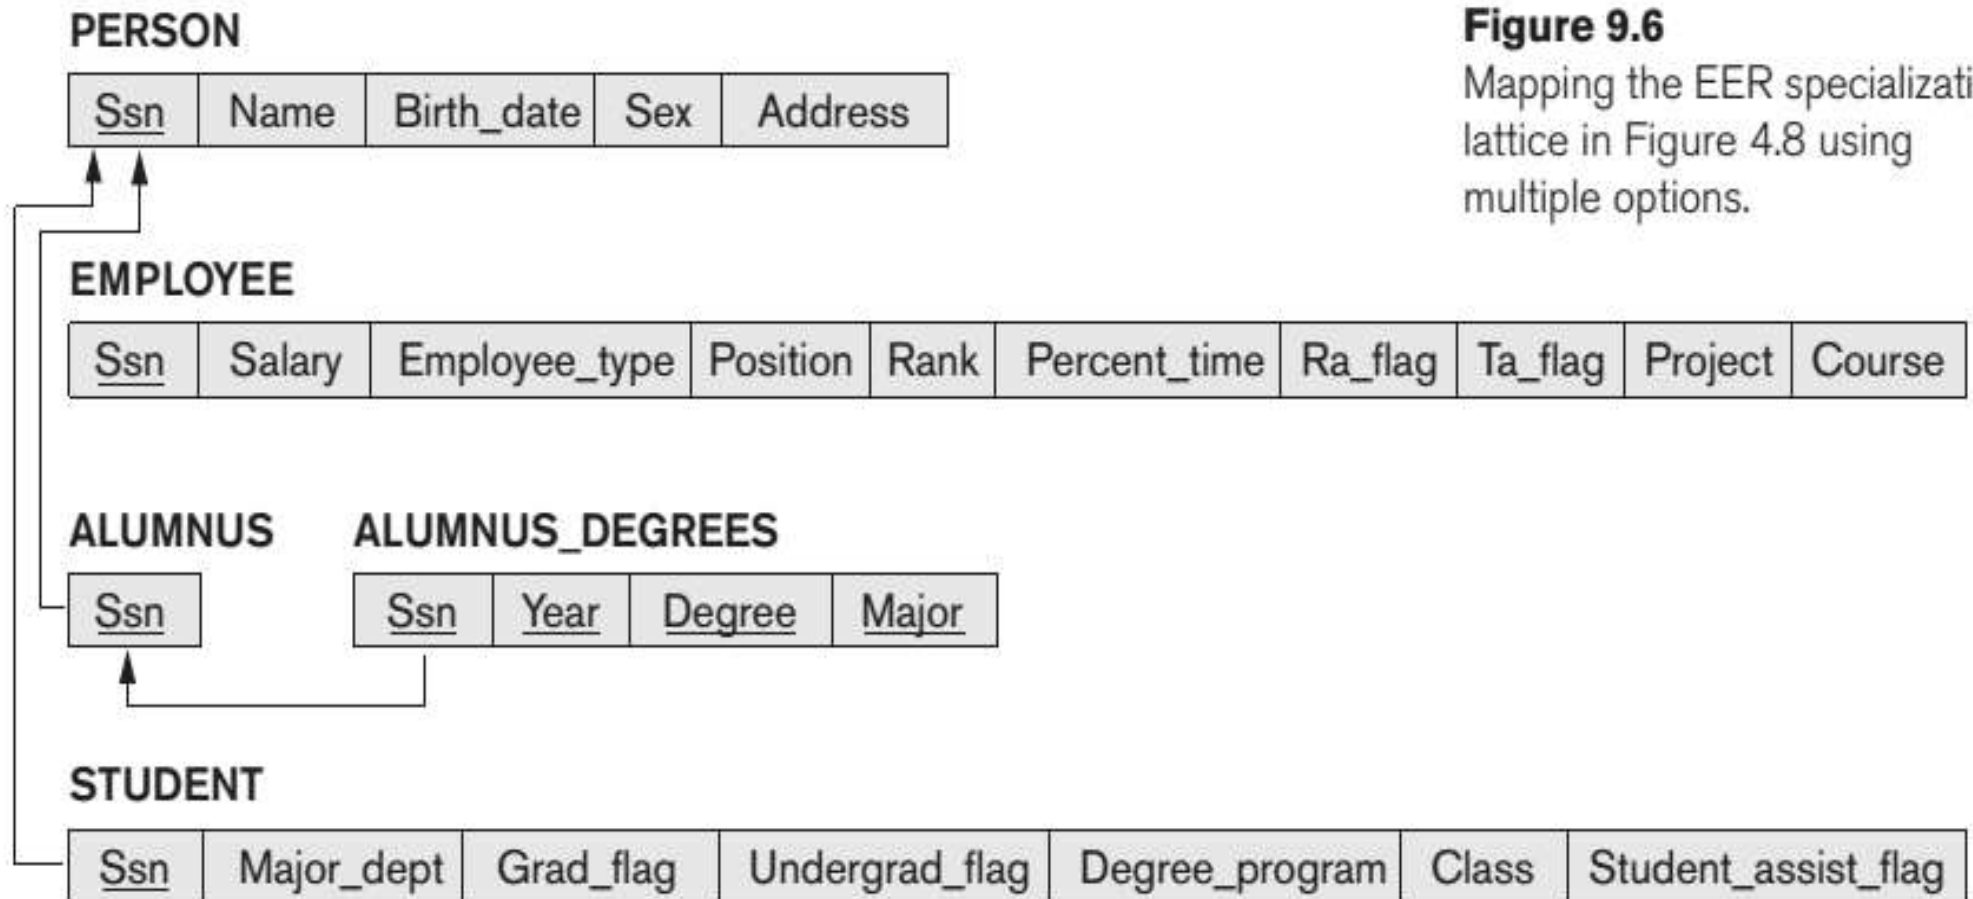 PERSON
Ssn Name Birth_date Sex Address
Figure 9.6
Mapping the EER specializati
lattice in Figure 4.8 using
multiple options.
EMPLOYEE
Ssn Salary Employee_type Position Rank Percent_time Ra_flag Ta_flag Project Course
ALUMNUS ALUMNUS_DEGREES
Ssn Ssn Year Degree Major
STUDENT
Ssn Major_dept Grad_flag Undergrad_flag Degree_program Class Student_assist_flag